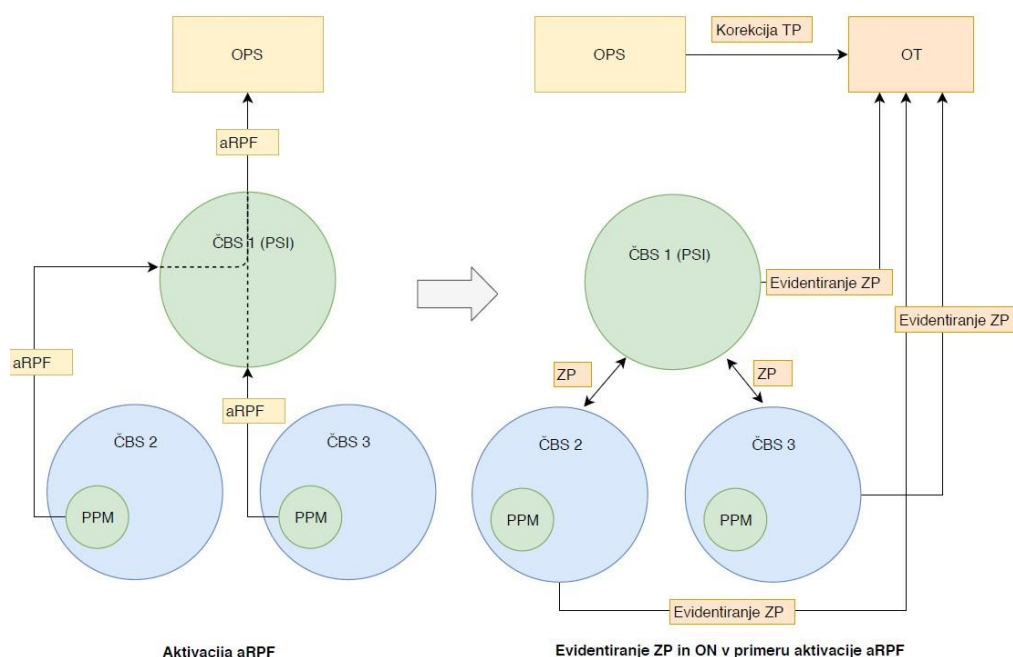 OPS
aRPF
ČBS 1 (PSI)
aRPF
aRPF
ČBS 2
PPM
ČBS 3
PPM
Aktivacija aRPF
OPS
Korekcija TP
OT
ČBS 1 (PSI)
Evidentiranje ZP
Evidentiranje ZP
ZP
ZP
ČBS 2
PPM
ČBS 3
PPM
Evidentiranje ZP
Evidentiranje ZP in ON v primeru aktivacije aRPF